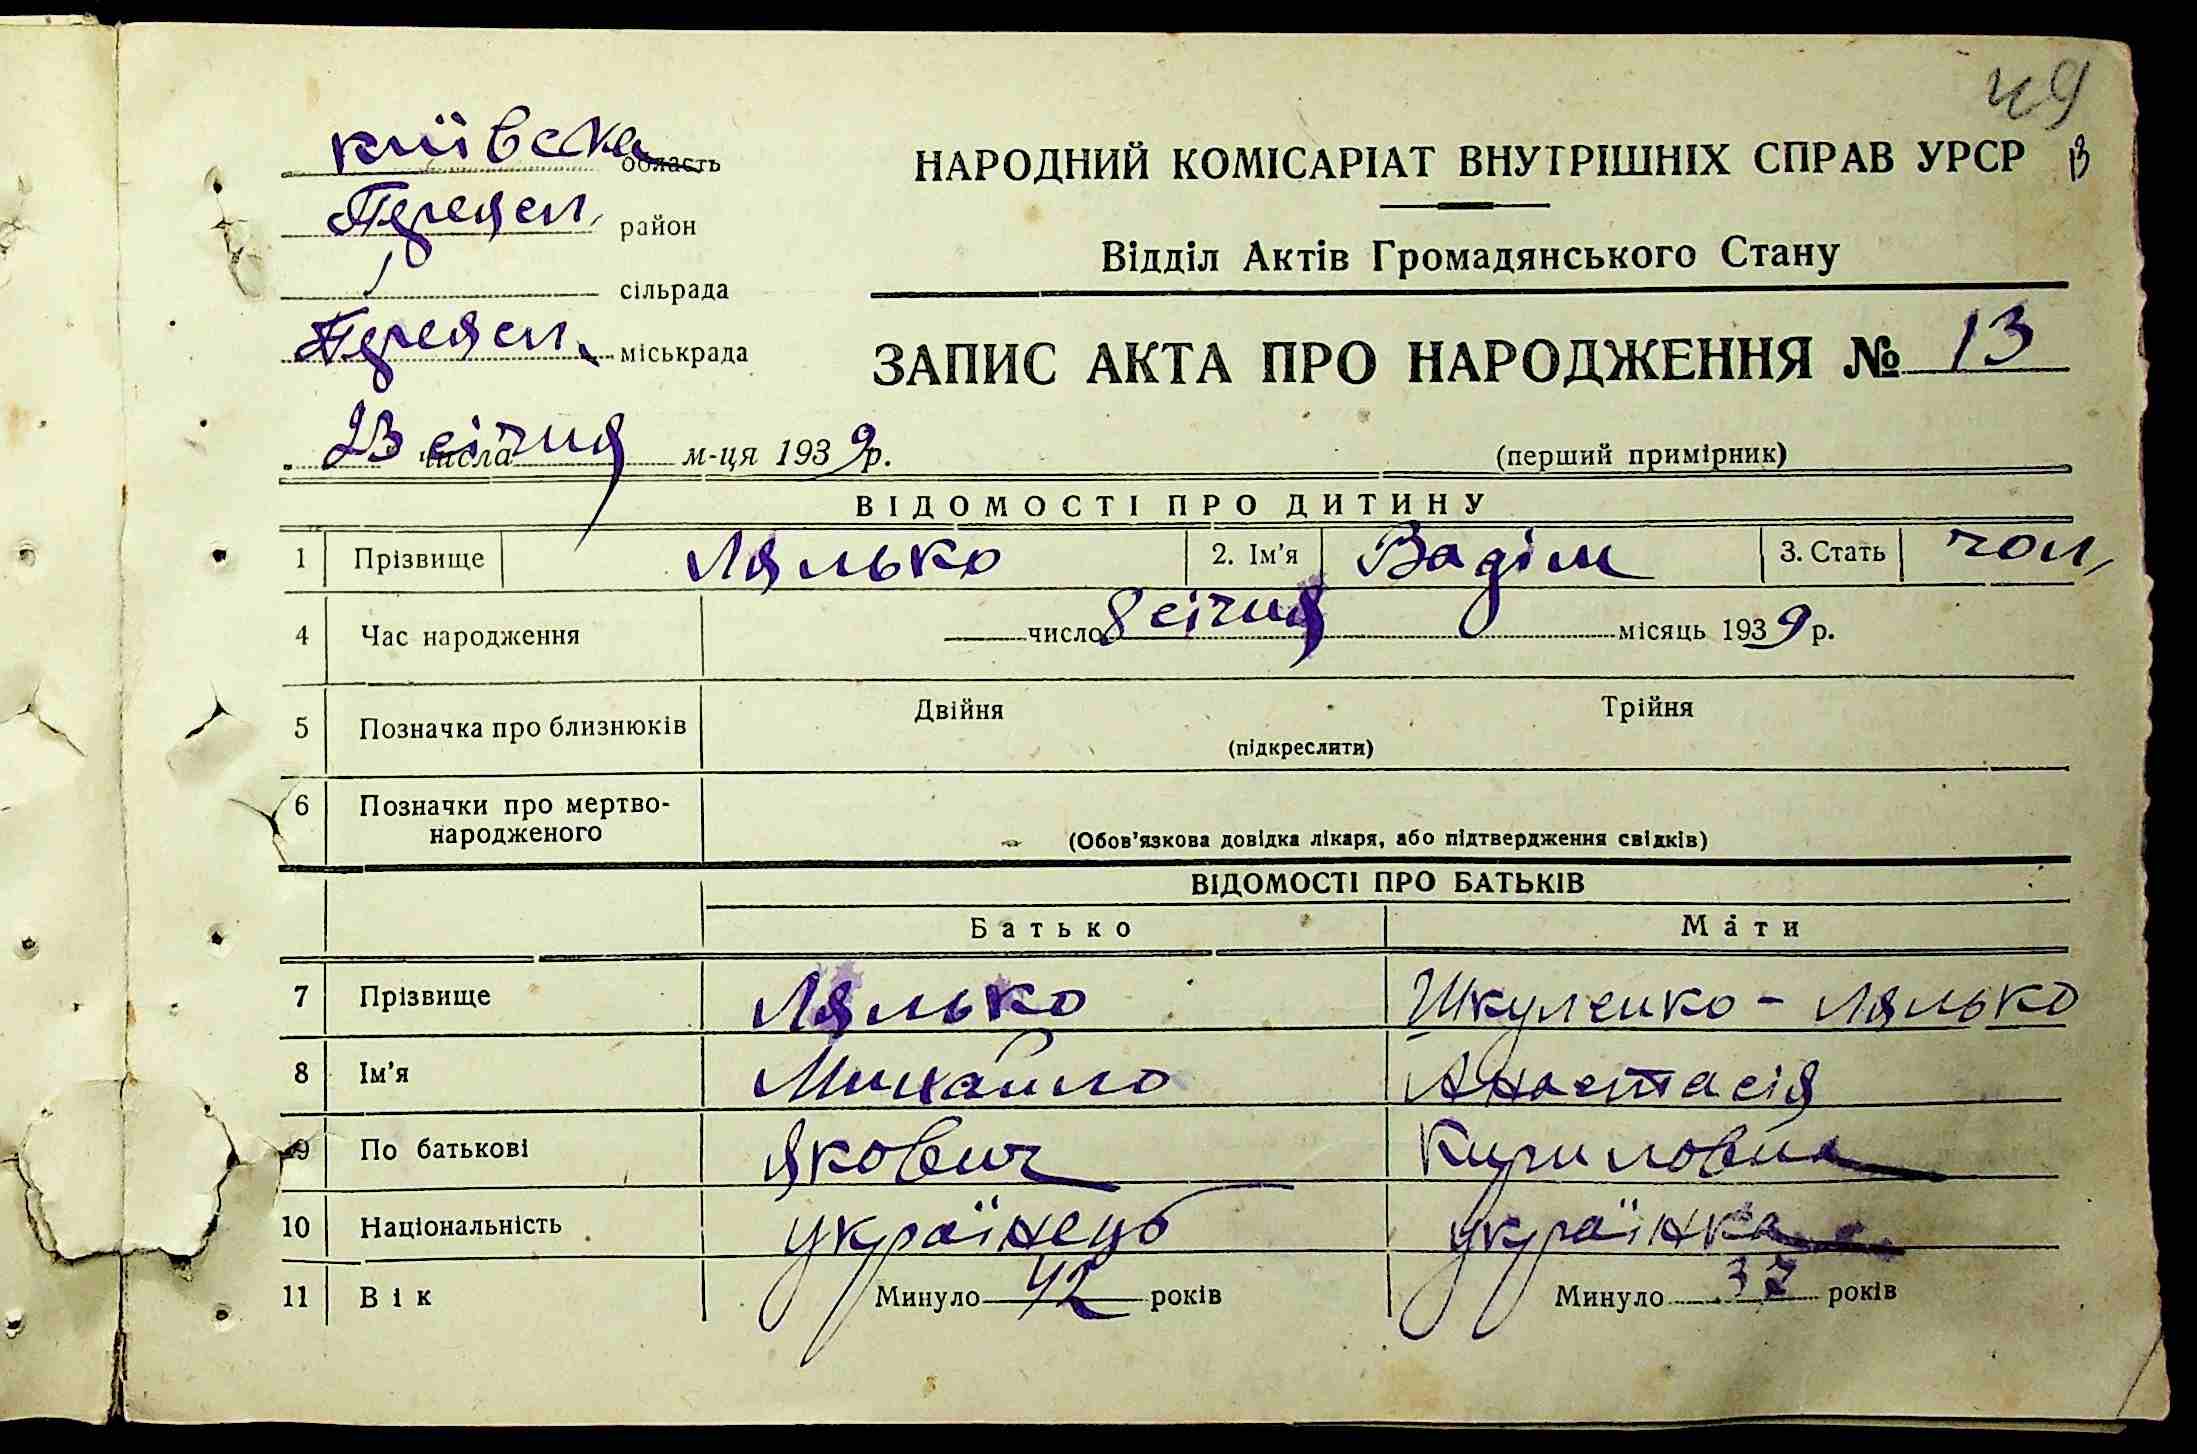 49
київська область
НАРОДНИЙ КОМІСАРІАТ ВНУТРІШНІХ СПРАВ УРСР 13
Переясл. район
Відділ Актів Громадянського Стану
сільрада
Переясл. міськрада
ЗАПИС АКТА ПРО НАРОДЖЕННЯ № 13
23 числа січня м-ця 1939 р.
(перший примірник)
ВІДОМОСТІ ПРО ДИТИНУ
1 Прізвище Лялько 2. Ім’я Вадім 3. Стать чол,
4 Час народження число 8 січня місяць 1939 р.
5 Позначка про близнюків Двійня Трійня
(підкреслити)
6 Позначки про мертво-
народженого
(Обов’язкова довідка лікаря, або підтвердження свідків)
ВІДОМОСТІ ПРО БАТЬКІВ
Батько Мати
7 Прізвище Лялько Шкуленко - Лялько
8 Ім’я Михайло Анастасія
9 По батькові Якович Кириловна
10 Національність українець українка
11 Вік Минуло 42 років Минуло 37 років